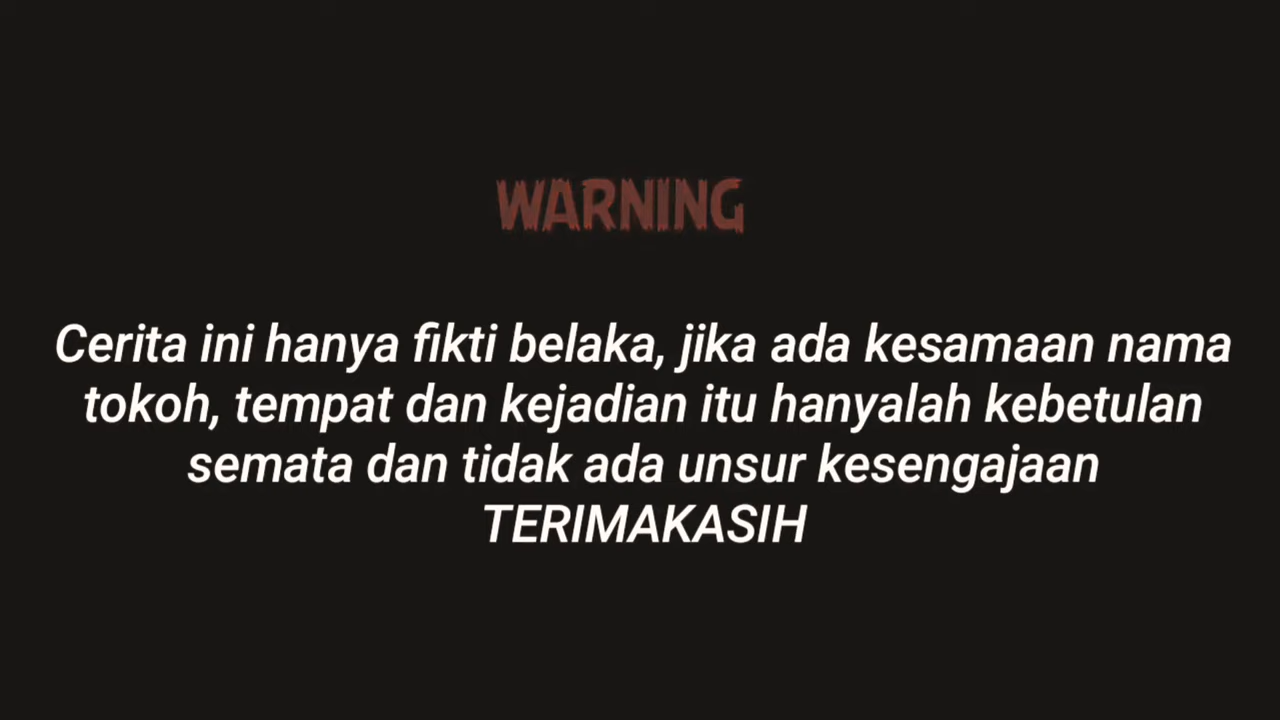 WARNING
Cerita ini hanya fikti belaka, jika ada kesamaan nama
tokoh, tempat dan kejadian itu hanyalah kebetulan
semata dan tidak ada unsur kesengajaan
TERIMAKASIH